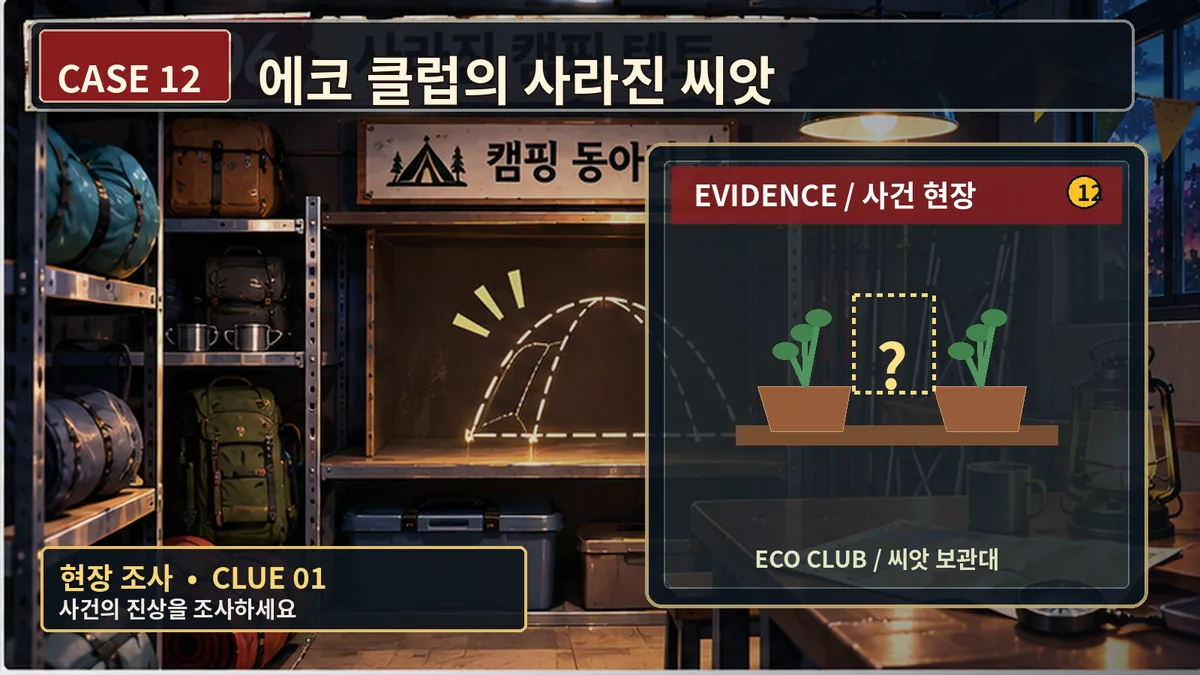 CASE 12
에코 클럽의 사라진 씨앗
캠핑 동아
EVIDENCE / 사건 현장
12
?
ECO CLUB / 씨앗 보관대
현장 조사 • CLUE 01
사건의 진상을 조사하세요